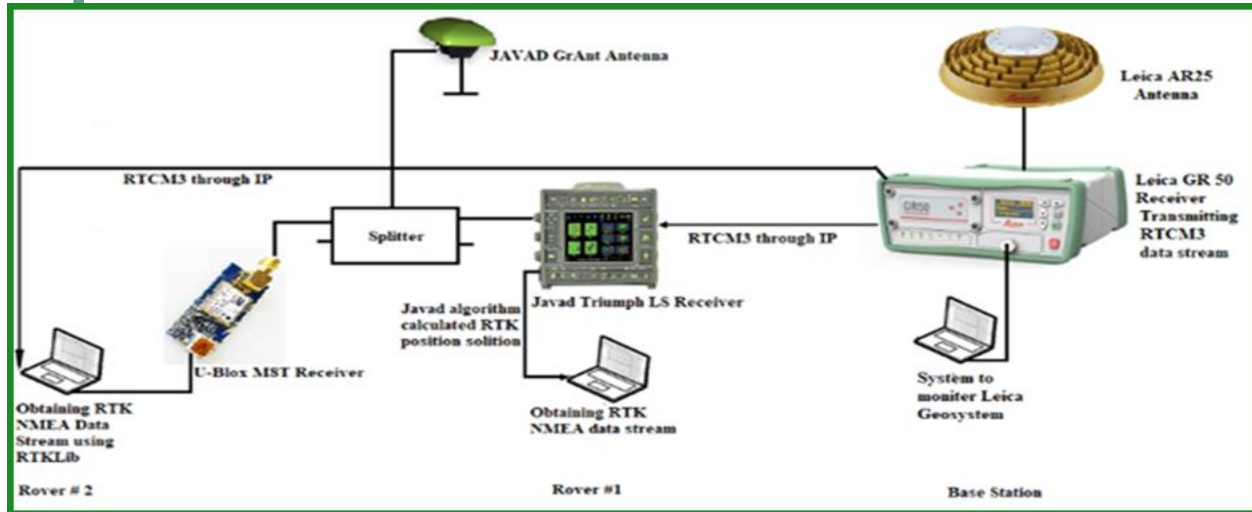 JAVAD GrAnt Antenna
Leica AR25
Antenna
RTCM3 through IP
Splitter
RTCM3 through IP
GR50
Leica GR 50
Receiver
Transmitting
RTCM3
data stream
Javad Triumph LS Receiver
Javad algorithm
calculated RTK
position solition
U-Blox M8T Receiver
System to
moniter Leica
Geosystem
Obtaining RTK
NMEA Data
Stream using
RTKLib
Obtaining RTK
NMEA data stream
Rover # 2
Rover #1
Base Station